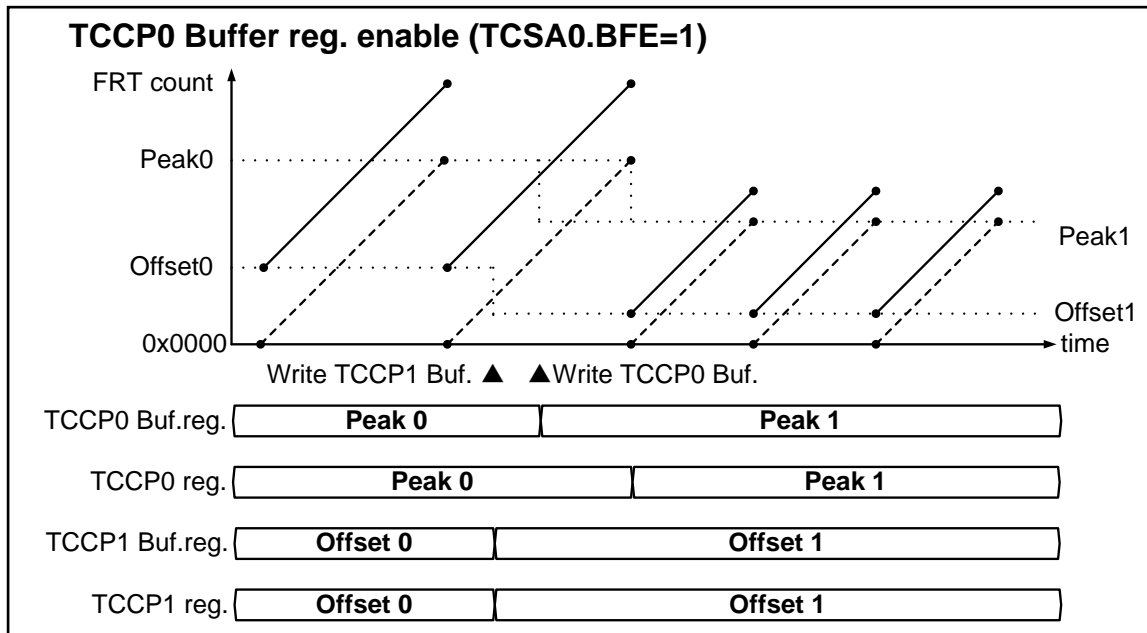 TCCP0 Buffer reg. enable (TCSA0.BFE=1)
FRT count
Peak0
Peak1
Offset0
Offset1
0x0000
time
Write TCCP1 Buf. ▲ ▲Write TCCP0 Buf.
TCCP0 Buf.reg. Peak 0 Peak 1
TCCP0 reg. Peak 0 Peak 1
TCCP1 Buf.reg. Offset 0 Offset 1
TCCP1 reg. Offset 0 Offset 1